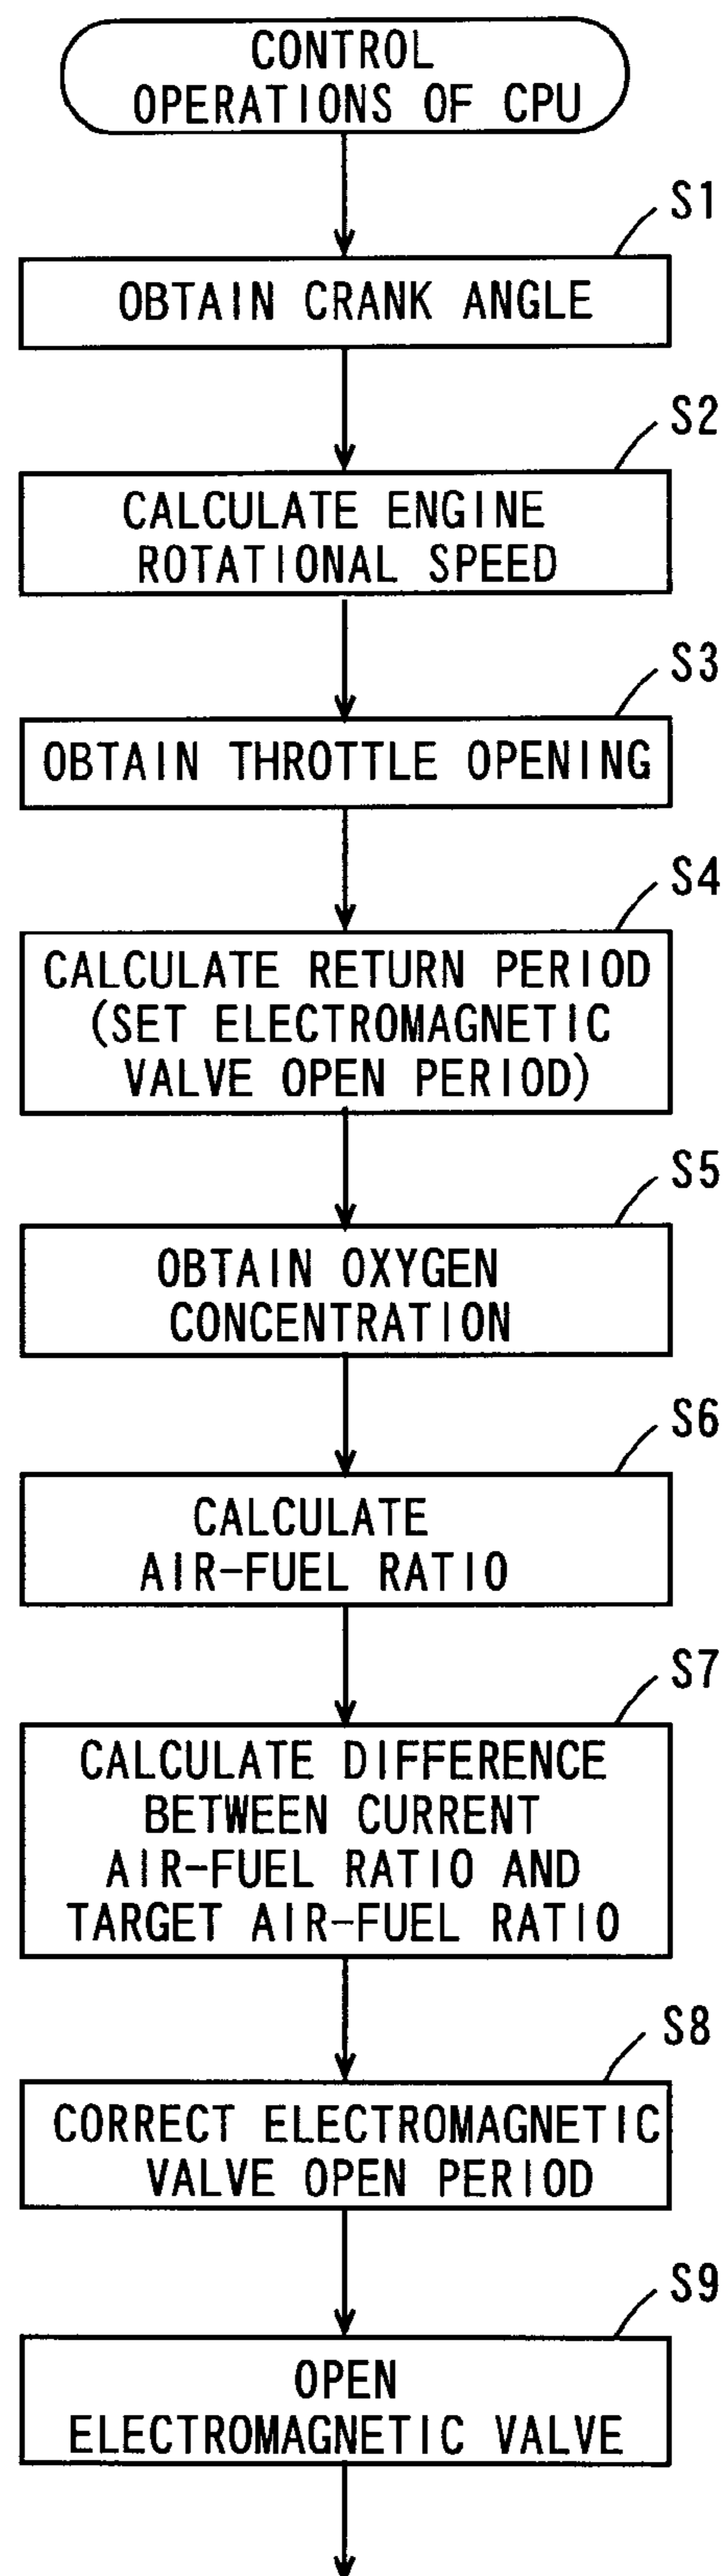 CONTROL
OPERATIONS OF CPU
S1
OBTAIN CRANK ANGLE
S2
CALCULATE ENGINE
ROTATIONAL SPEED
S3
OBTAIN THROTTLE OPENING
S4
CALCULATE RETURN PERIOD
(SET ELECTROMAGNETIC
VALVE OPEN PERIOD)
S5
OBTAIN OXYGEN
CONCENTRATION
S6
CALCULATE
AIR-FUEL RATIO
S7
CALCULATE DIFFERENCE
BETWEEN CURRENT
AIR-FUEL RATIO AND
TARGET AIR-FUEL RATIO
S8
CORRECT ELECTROMAGNETIC
VALVE OPEN PERIOD
S9
OPEN
ELECTROMAGNETIC VALVE